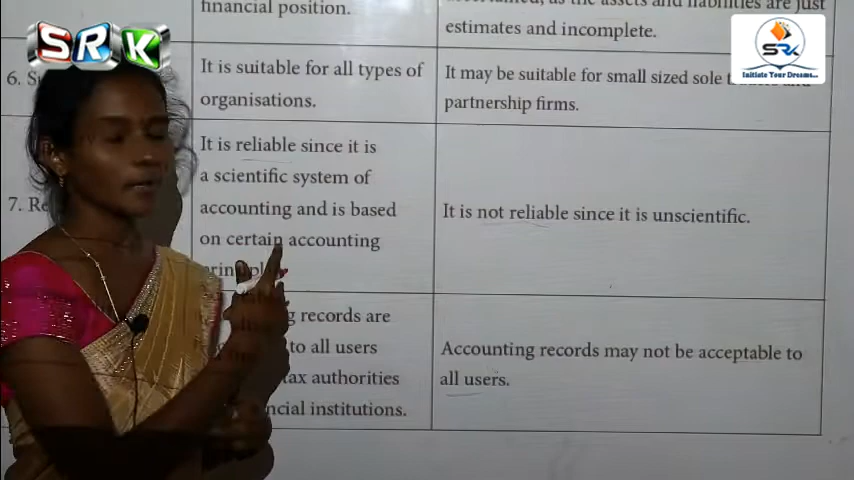 financial position.
estimates and incomplete.
SRK
SRK
Initiate Your Dreams...
6.
It is suitable for all types of
organisations.
It may be suitable for small sized sole
partnership firms.
7.
It is reliable since it is
a scientific system of
accounting and is based
on certain accounting
It is not reliable since it is unscientific.
records are
to all users
tax authorities
institutions.
Accounting records may not be acceptable to
all users.